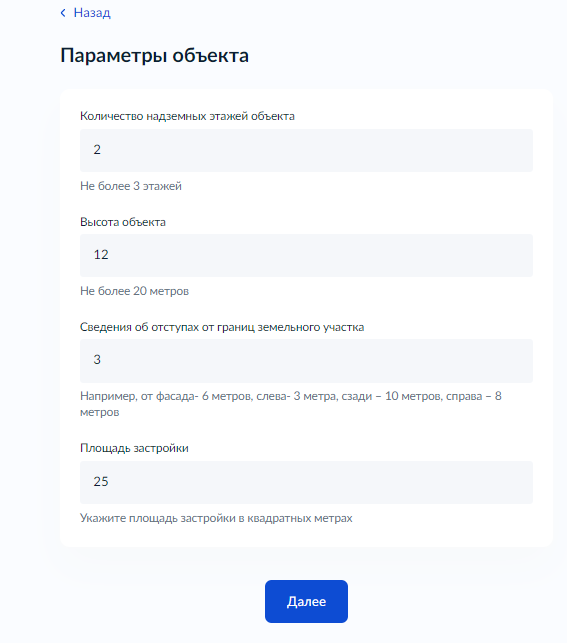 Назад
Параметры объекта
Количество надземных этажей объекта
2
Не более 3 этажей
Высота объекта
12
Не более 20 метров
Сведения об отступах от границ земельного участка
3
Например, от фасада- 6 метров, слева- 3 метра, сзади – 10 метров, справа – 8
метров
Площадь застройки
25
Укажите площадь застройки в квадратных метрах
Далее